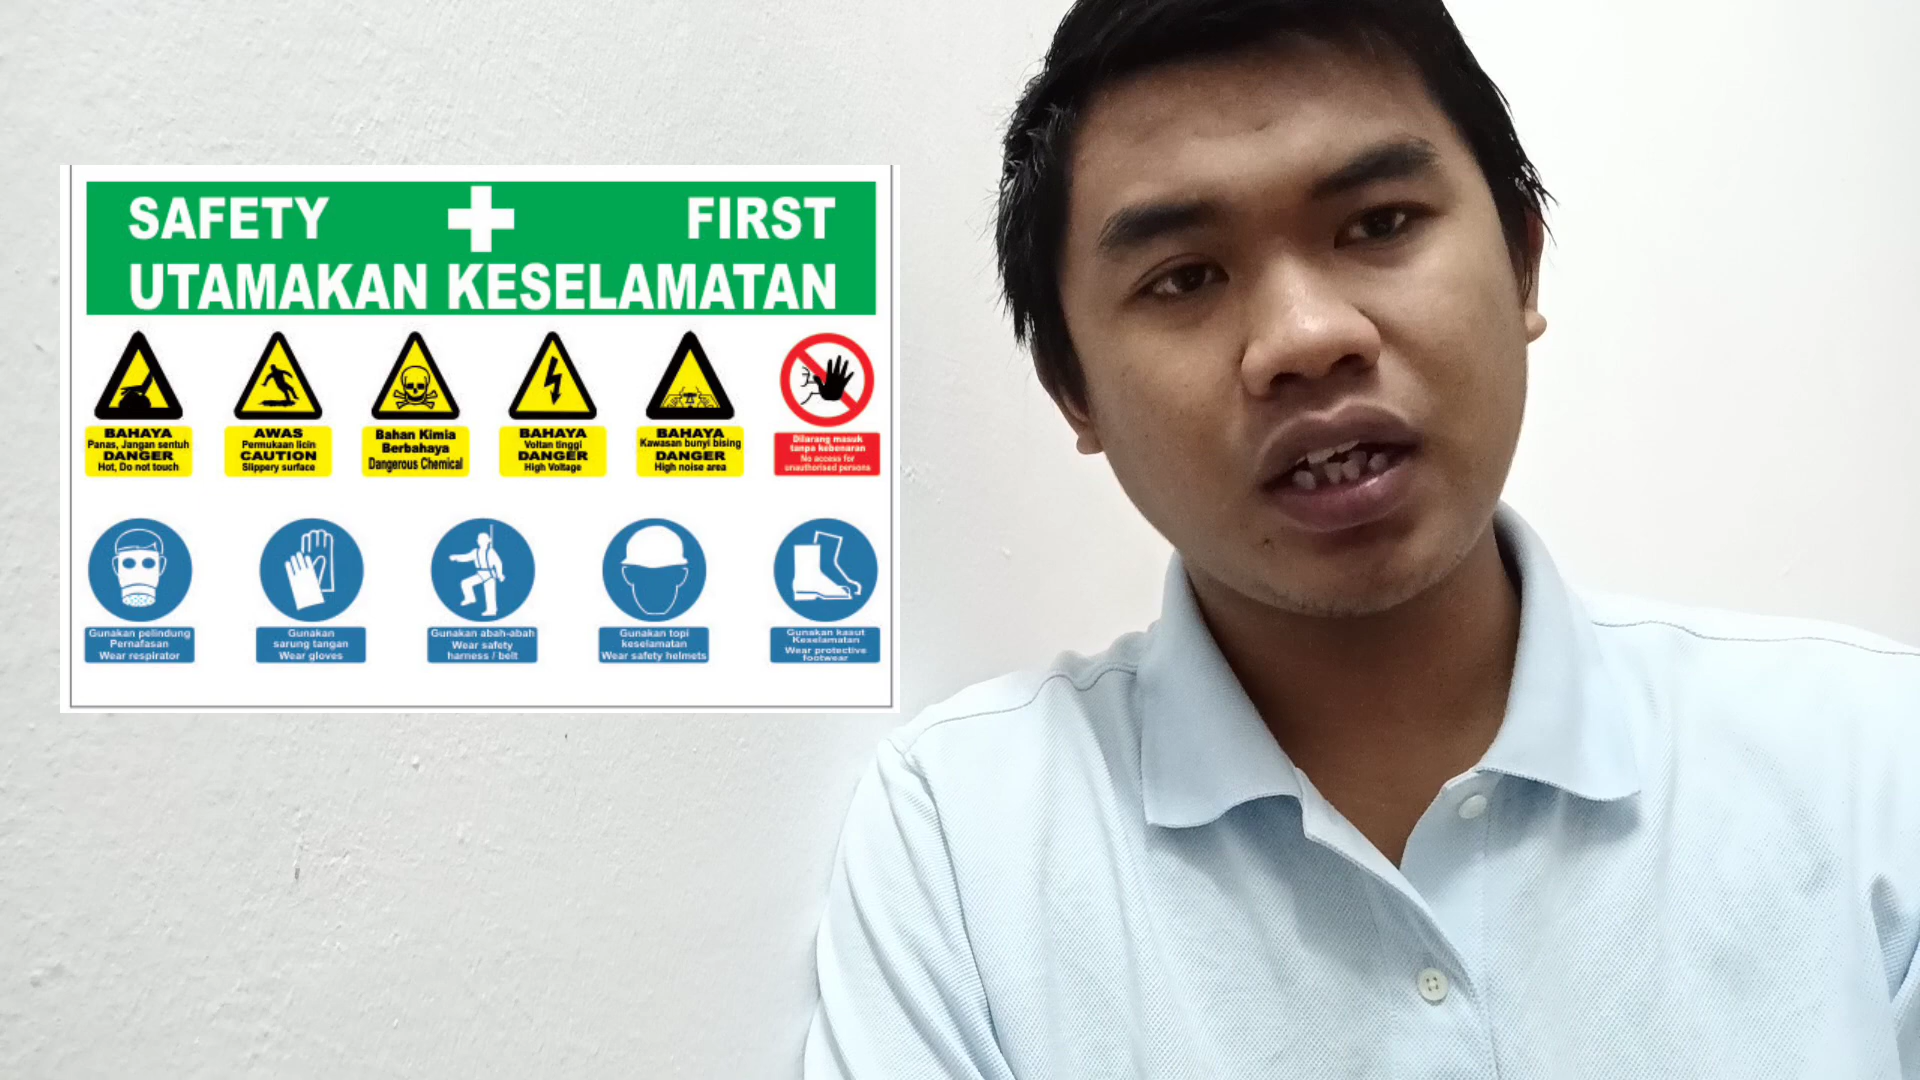 SAFETY FIRST
UTAMAKAN KESELAMATAN
BAHAYA
Panas, Jangan sentuh
DANGER
Hot, Do not touch
AWAS
Permukaan licin
CAUTION
Slippery surface
Bahan Kimia
Berbahaya
Dangerous Chemical
BAHAYA
Voltan tinggi
DANGER
High Voltage
BAHAYA
Kawasan bunyi bising
DANGER
High noise area
Dilarang masuk
tanpa kebenaran
No access for
unauthorised persons
Gunakan pelindung
Pernafasan
Wear respirator
Gunakan
sarung tangan
Wear gloves
Gunakan abah-abah
Wear safety
harness / belt
Gunakan topi
keselamatan
Wear safety helmets
Gunakan kasut
Keselamatan
Wear protective
footwear